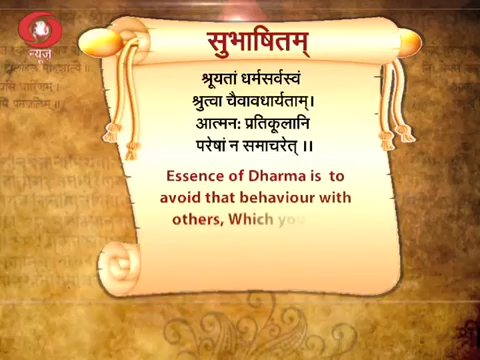 न्यूज़
सुभाषितम्
श्रूयतां धर्मसर्वस्वं
श्रुत्वा चैवावधार्यताम्।
आत्मन: प्रतिकूलानि
परेषां न समाचरेत् ।।
Essence of Dharma is to
avoid that behaviour with
others, Which you